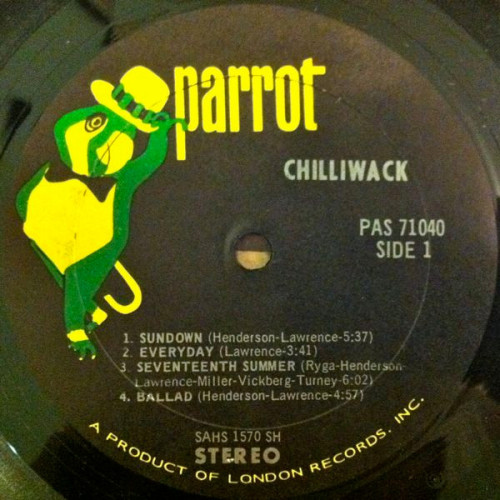 parrot
CHILLIWACK
PAS 71040
SIDE 1
1. SUNDOWN (Henderson-Lawrence-5:37)
2. EVERYDAY (Lawrence-3:41)
3. SEVENTEENTH SUMMER (Ryga-Henderson-
Lawrence-Miller-Vickberg-Turney-6:02)
4. BALLAD (Henderson-Lawrence-4:57)
SAHS 1570 SH
STEREO
A PRODUCT OF LONDON RECORDS, INC.